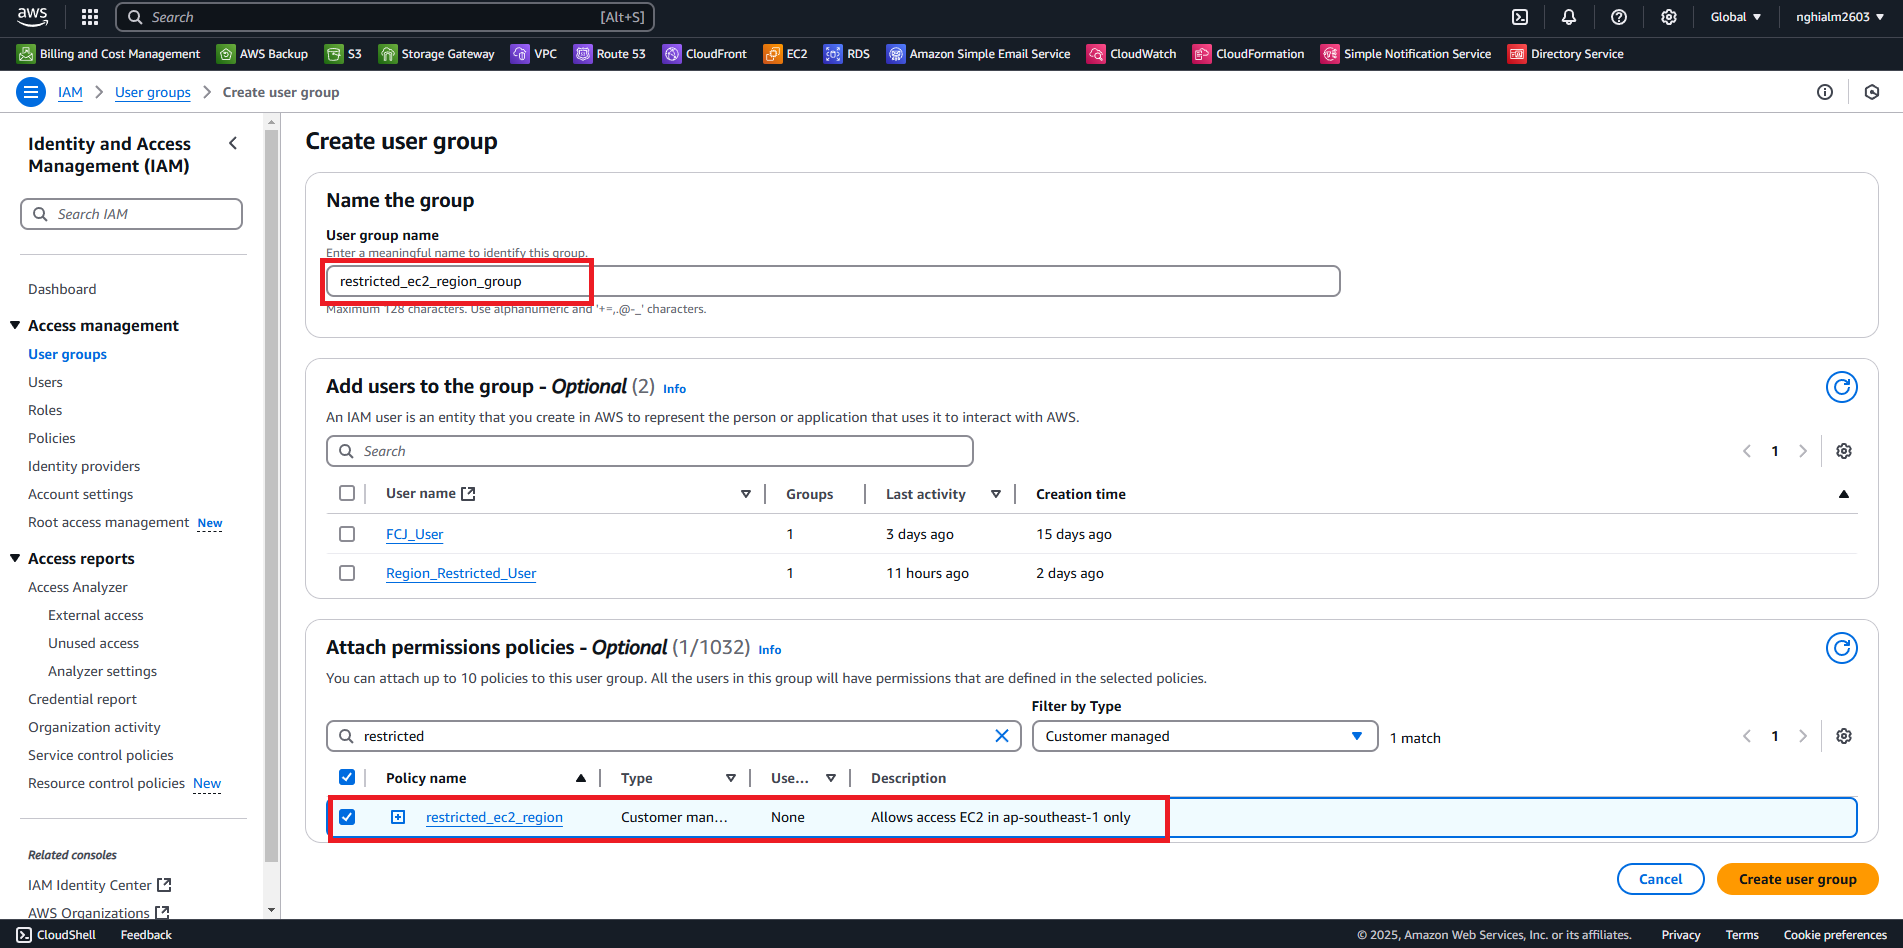 aws
Search [Alt+S]
Global nghialm2603
Billing and Cost Management AWS Backup S3 Storage Gateway VPC Route 53 CloudFront EC2 RDS Amazon Simple Email Service CloudWatch CloudFormation Simple Notification Service Directory Service
IAM User groups Create user group
Identity and Access Management (IAM)
Search IAM
Dashboard
Access management
User groups
Users
Roles
Policies
Identity providers
Account settings
Root access management New
Access reports
Access Analyzer
External access
Unused access
Analyzer settings
Credential report
Organization activity
Service control policies
Resource control policies New
Related consoles
IAM Identity Center
AWS Organizations
Create user group
Name the group
User group name
Enter a meaningful name to identify this group.
restricted_ec2_region_group
Maximum 128 characters. Use alphanumeric and '+=,.@-_' characters.
Add users to the group - Optional (2) Info
An IAM user is an entity that you create in AWS to represent the person or application that uses it to interact with AWS.
Search
1
User name Groups Last activity Creation time
FCJ_User 1 3 days ago 15 days ago
Region_Restricted_User 1 11 hours ago 2 days ago
Attach permissions policies - Optional (1/1032) Info
You can attach up to 10 policies to this user group. All the users in this group will have permissions that are defined in the selected policies.
Filter by Type
restricted Customer managed 1 match 1
Policy name Type Use... Description
restricted_ec2_region Customer man... None Allows access EC2 in ap-southeast-1 only
Cancel Create user group
CloudShell Feedback © 2025, Amazon Web Services, Inc. or its affiliates. Privacy Terms Cookie preferences